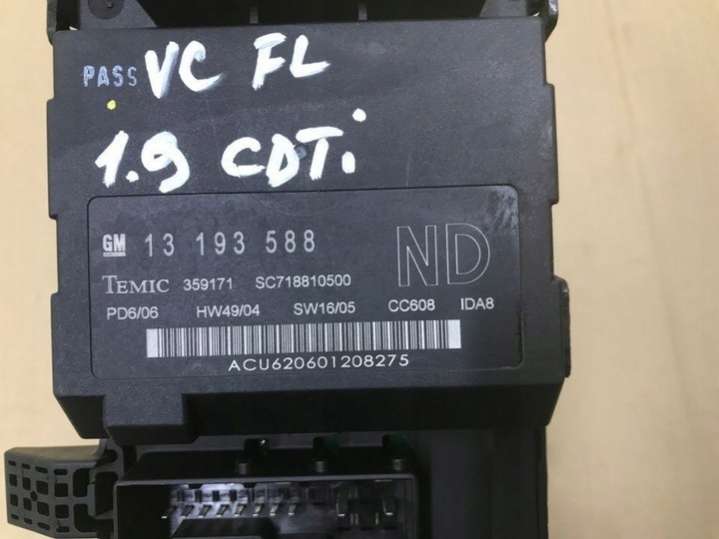 PASS VC FL
1.9 CDTi
GM 13 193 588 ND
TEMIC 359171 SC718810500
PD6/06 HW49/04 SW16/05 CC608 IDA8
ACU620601208275